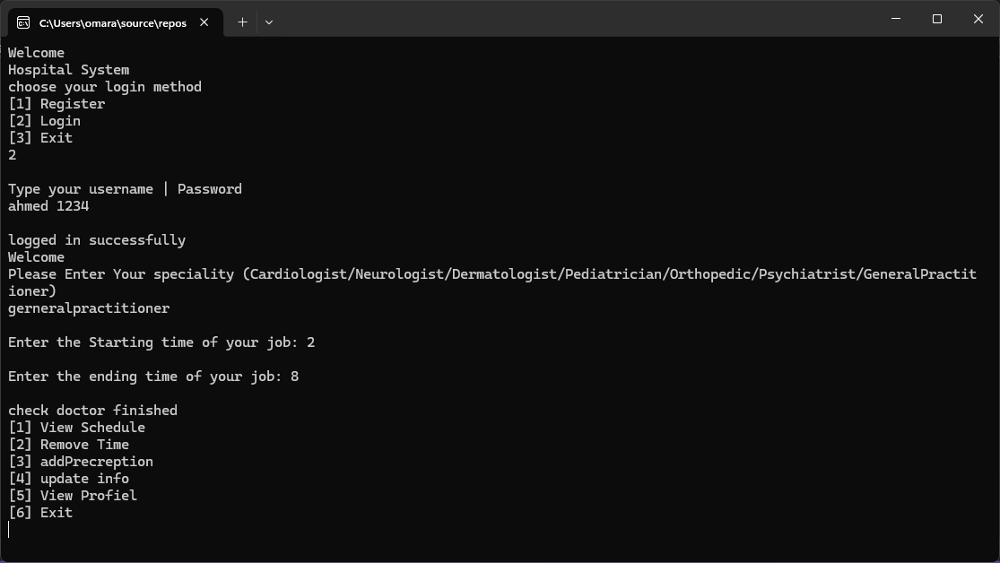 C:\Users\omara\source\repos
Welcome
Hospital System
choose your login method
[1] Register
[2] Login
[3] Exit
2
Type your username | Password
ahmed 1234
logged in successfully
Welcome
Please Enter Your speciality (Cardiologist/Neurologist/Dermatologist/Pediatrician/Orthopedic/Psychiatrist/GeneralPractit
ioner)
gerneralpractitioner
Enter the Starting time of your job: 2
Enter the ending time of your job: 8
check doctor finished
[1] View Schedule
[2] Remove Time
[3] addPrecreption
[4] update info
[5] View Profiel
[6] Exit